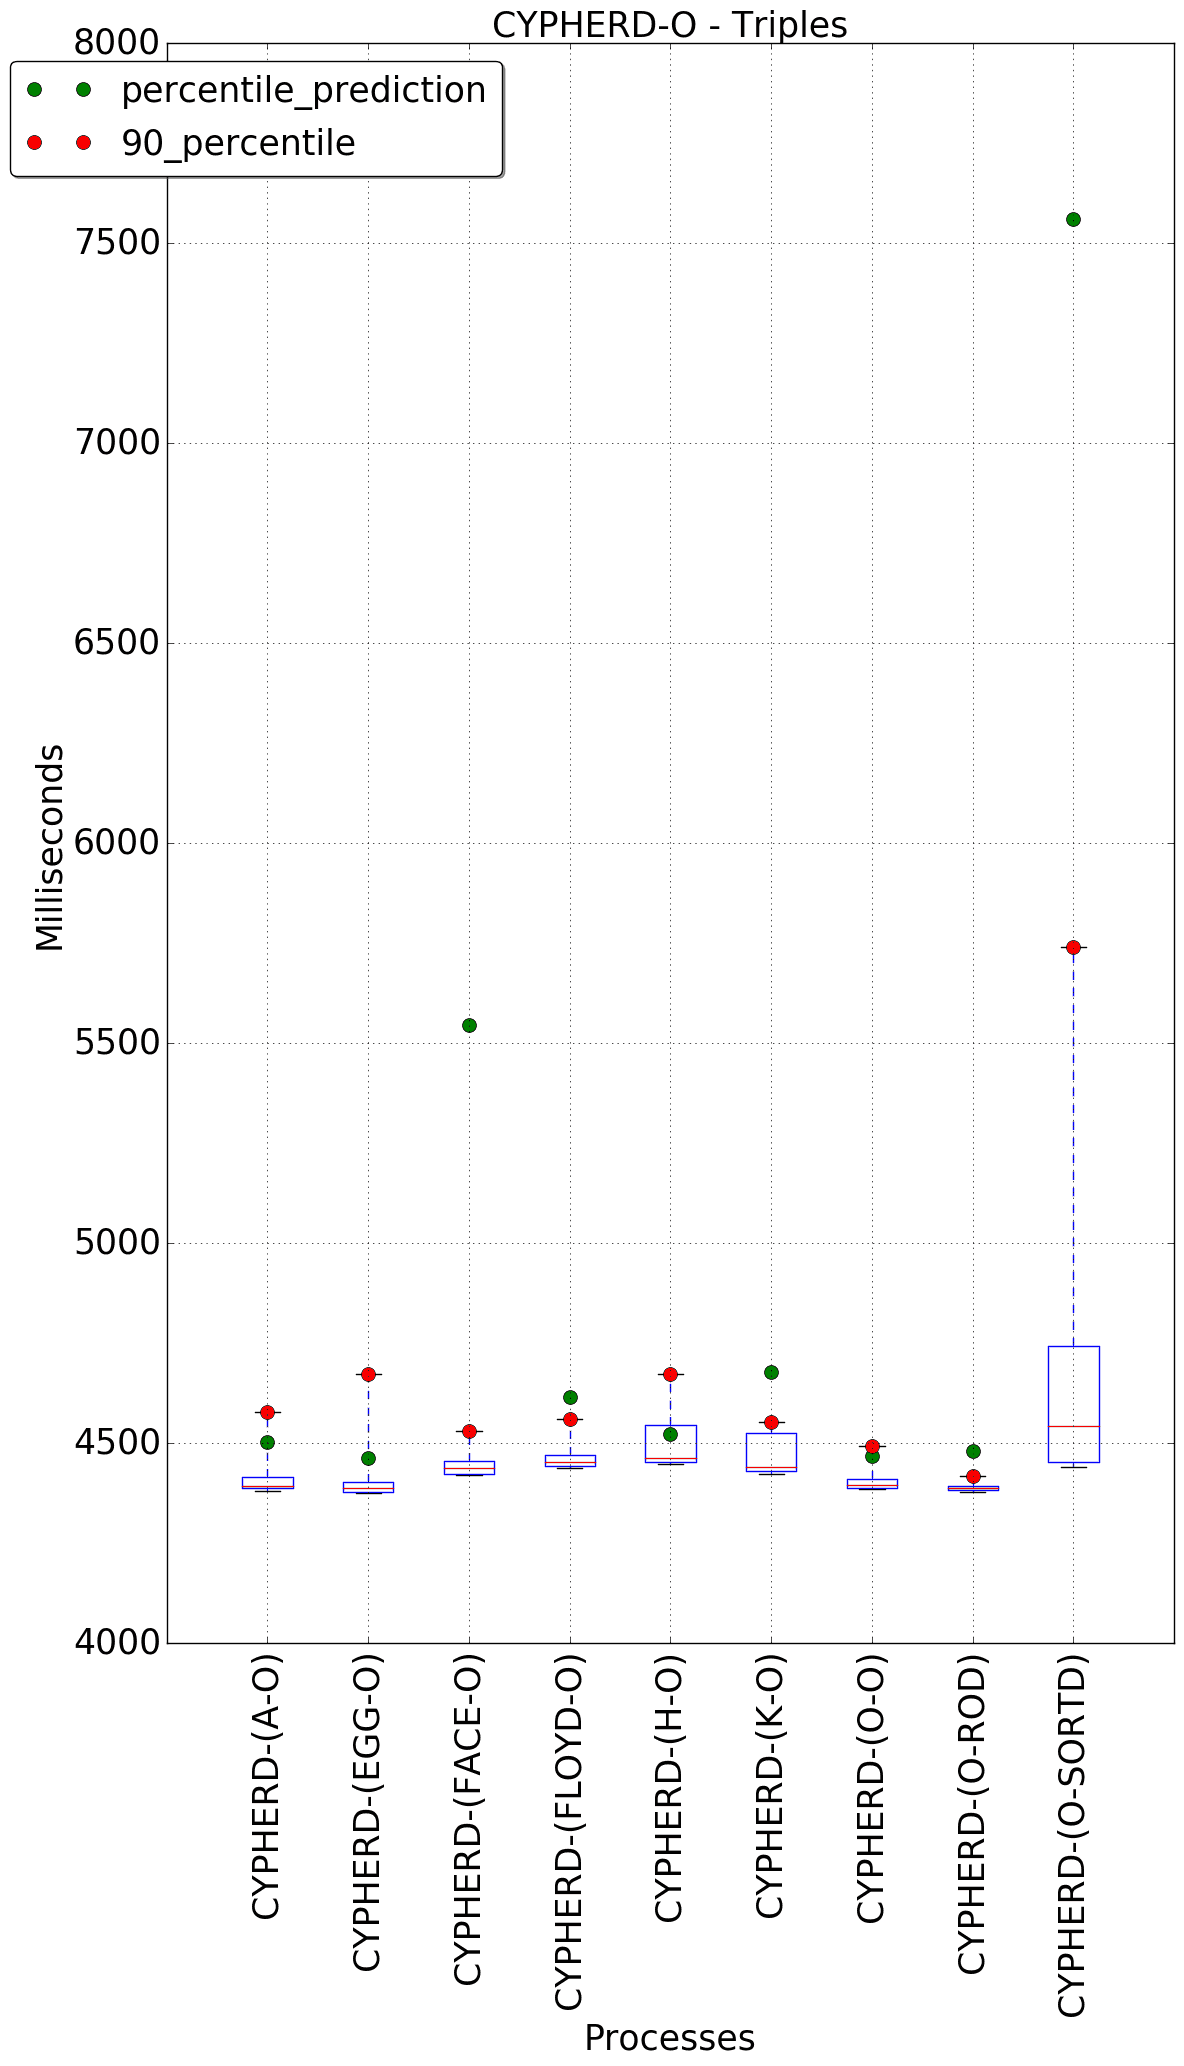 CYPHERD-O - Triples
percentile_prediction
90_percentile
8000
7500
7000
6500
6000
5500
5000
4500
4000
Milliseconds
CYPHERD-(A-O)
CYPHERD-(EGG-O)
CYPHERD-(FACE-O)
CYPHERD-(FLOYD-O)
CYPHERD-(H-O)
CYPHERD-(K-O)
CYPHERD-(O-O)
CYPHERD-(O-ROD)
CYPHERD-(O-SORTD)
Processes